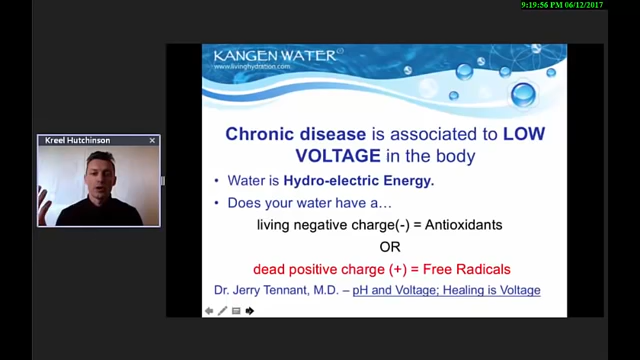 9:19:56 PM 06/12/2017
KANGEN WATER®
www.livinghydration.com
Kreel Hutchinson
Chronic disease is associated to LOW
VOLTAGE in the body
• Water is Hydro-electric Energy.
• Does your water have a…
living negative charge(-) = Antioxidants
OR
dead positive charge (+) = Free Radicals
Dr. Jerry Tennant, M.D. – pH and Voltage; Healing is Voltage